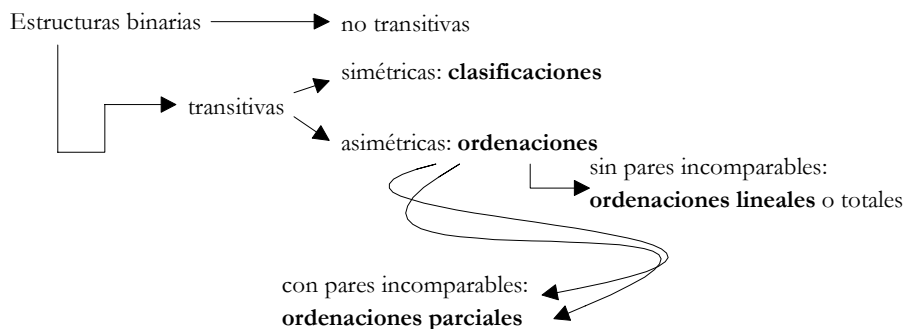 Estructuras binarias
no transitivas
simétricas: clasificaciones
transitivas
asimétricas: ordenaciones
sin pares incomparables:
ordenaciones lineales o totales
con pares incomparables:
ordenaciones parciales